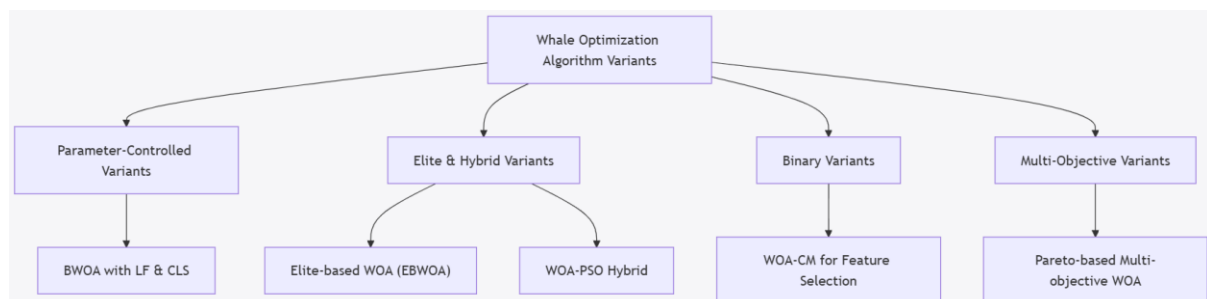 Whale Optimization
Algorithm Variants
Parameter-Controlled
Variants
Elite & Hybrid Variants
Binary Variants
Multi-Objective Variants
BWOA with LF & CLS
Elite-based WOA (EBWOA)
WOA-PSO Hybrid
WOA-CM for Feature
Selection
Pareto-based Multi-
objective WOA